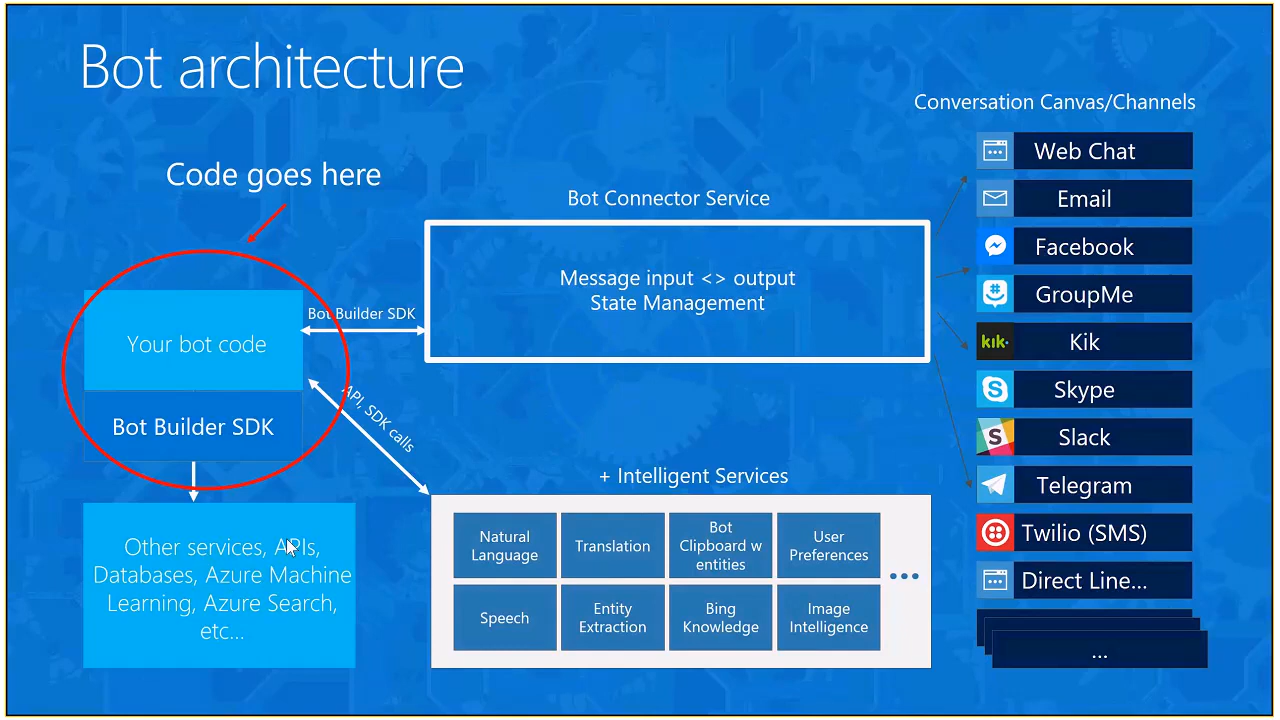 Bot architecture
Conversation Canvas/Channels
Code goes here
Bot Connector Service
Message input <> output
State Management
Your bot code
Bot Builder SDK
Bot Builder SDK
API, SDK calls
Other services, APIs,
Databases, Azure Machine
Learning, Azure Search,
etc...
+ Intelligent Services
Natural
Language
Translation
Bot
Clipboard w
entities
User
Preferences
...
Speech
Entity
Extraction
Bing
Knowledge
Image
Intelligence
Web Chat
Email
Facebook
GroupMe
kik.
Kik
Skype
S
Slack
Telegram
Twilio (SMS)
Direct Line...
...